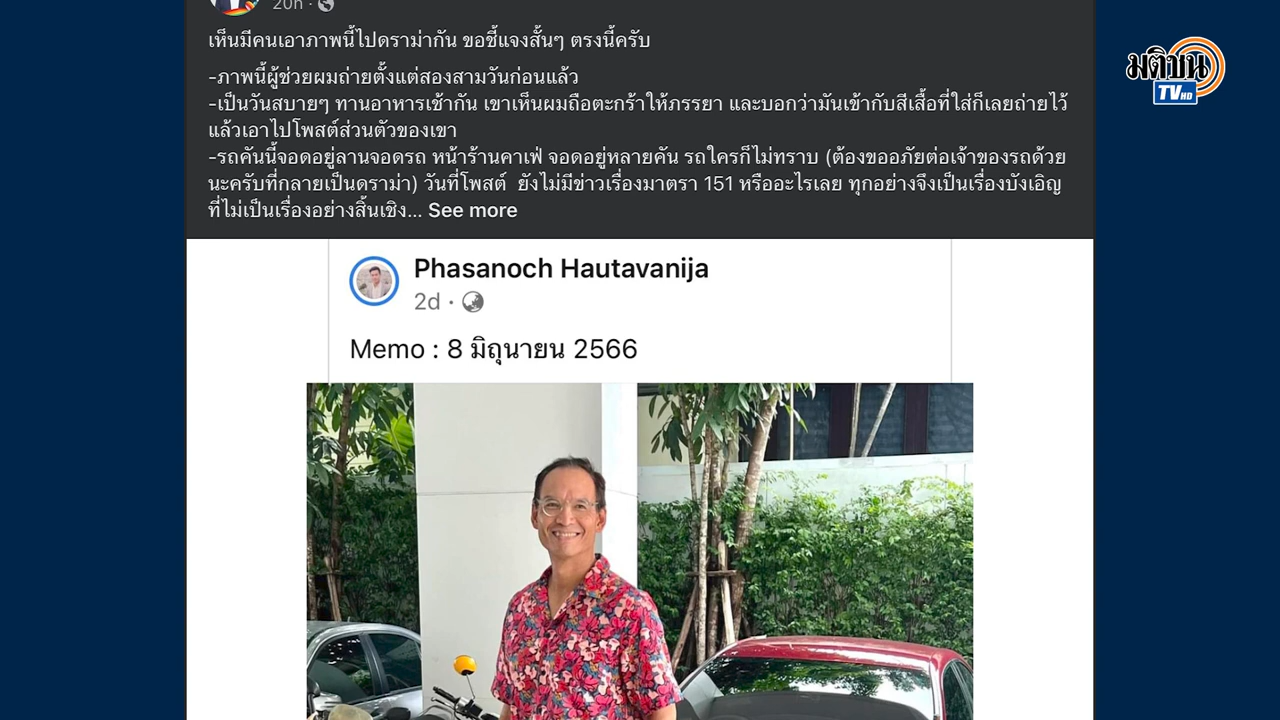 20h ·
เห็นมีคนเอาภาพนี้ไปดราม่ากัน ขอชี้แจงสั้นๆ ตรงนี้ครับ
-ภาพนี้ผู้ช่วยผมถ่ายตั้งแต่สองสามวันก่อนแล้ว
-เป็นวันสบายๆ ทานอาหารเช้ากัน เขาเห็นผมถือตะกร้าให้ภรรยา และบอกว่ามันเข้ากับสีเสื้อที่ใส่ก็เลยถ่ายไว้
แล้วเอาไปโพสต์ส่วนตัวของเขา
-รถคันนี้จอดอยู่ลานจอดรถ หน้าร้านคาเฟ่ จอดอยู่หลายคัน รถใครก็ไม่ทราบ (ต้องขออภัยต่อเจ้าของรถด้วย
นะครับที่กลายเป็นดราม่า) วันที่โพสต์ ยังไม่มีข่าวเรื่องมาตรา 151 หรืออะไรเลย ทุกอย่างจึงเป็นเรื่องบังเอิญ
ที่ไม่เป็นเรื่องอย่างสิ้นเชิง... See more
มติชน
TV HD
Phasanoch Hautavanija
2d ·
Memo : 8 มิถุนายน 2566